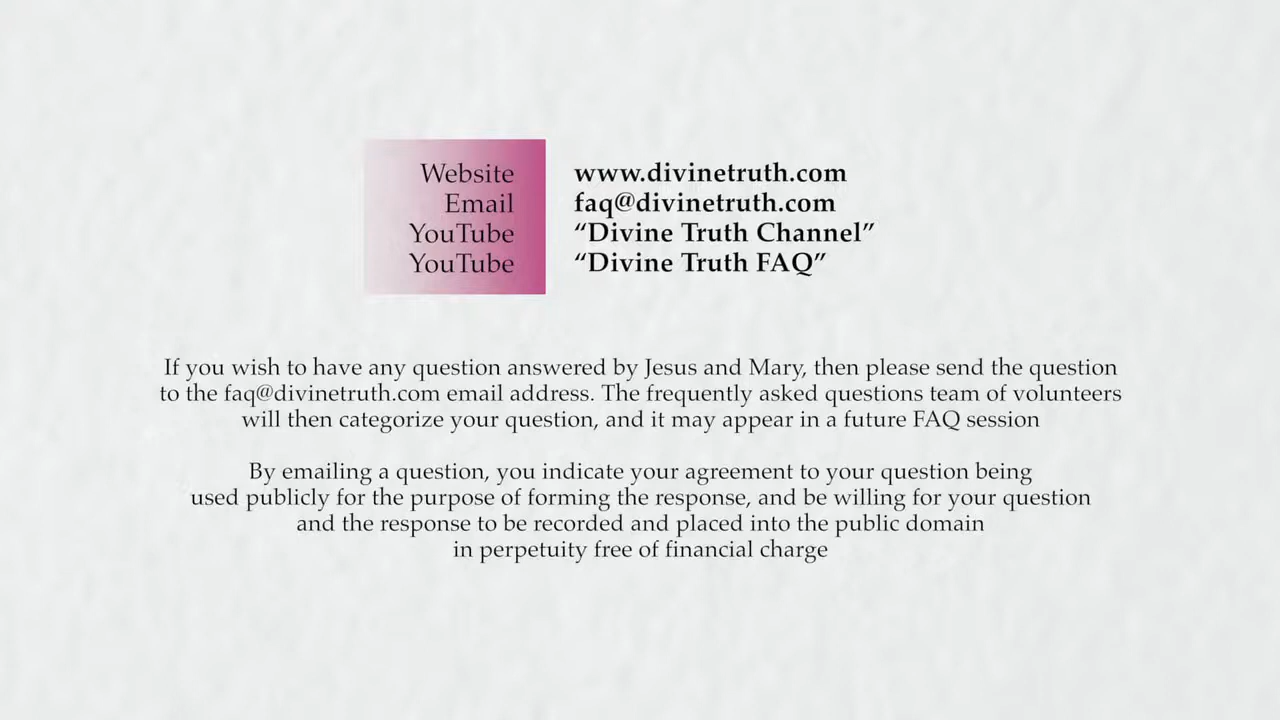 Website www.divinetruth.com
Email faq@divinetruth.com
YouTube “Divine Truth Channel”
YouTube “Divine Truth FAQ”
If you wish to have any question answered by Jesus and Mary, then please send the question
to the faq@divinetruth.com email address. The frequently asked questions team of volunteers
will then categorize your question, and it may appear in a future FAQ session
By emailing a question, you indicate your agreement to your question being
used publicly for the purpose of forming the response, and be willing for your question
and the response to be recorded and placed into the public domain
in perpetuity free of financial charge